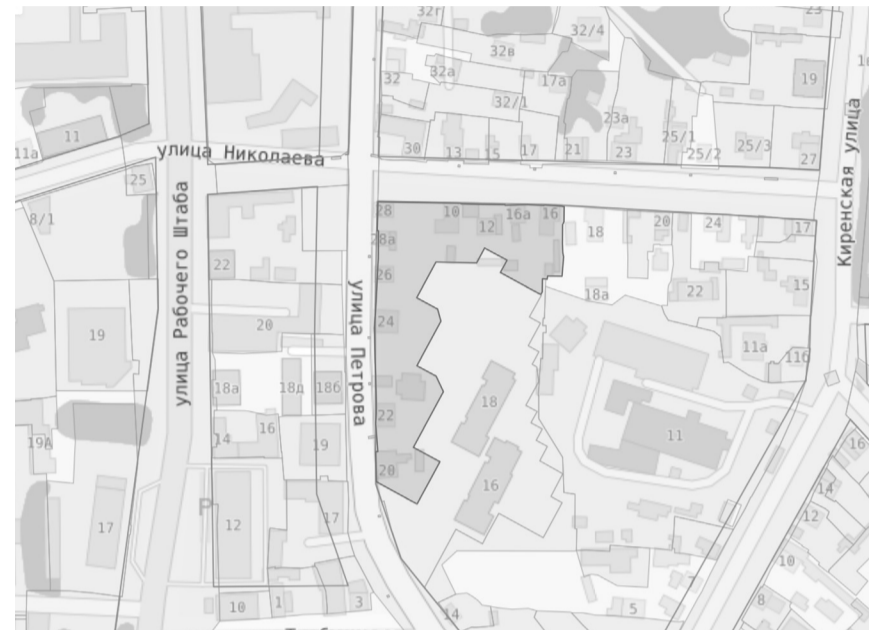 32г
32/4
23
32в
32
32а
17а
19
32/1
23а
11
25/1
11а
30
13
15
17
21
23
25/2
25/3
27
улица Николаева
25
Киренская улица
8/1
улица Рабочего Штаба
28
10
12
16а
16
18
20
24
17
28а
22
26
18а
22
15
улица Петрова
19
20
24
11а
11б
18а
18д
18б
18
22
14
16
19
11
16
19А
20
16
14
P
17
12
17
12
10
7
10
1
3
14
5
8